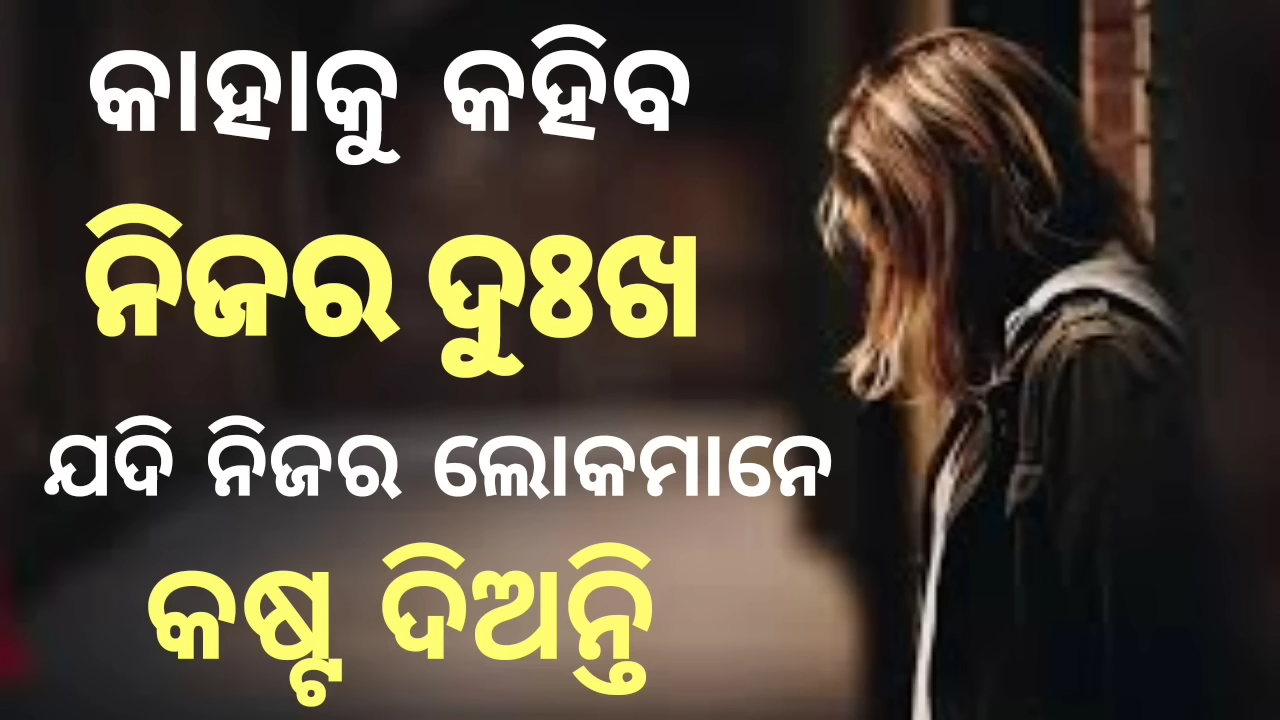 କାହାକୁ କହିବ
ନିଜର ଦୁଃଖ
ଯଦି ନିଜର ଲୋକମାନେ
କଷ୍ଟ ଦିଅନ୍ତି